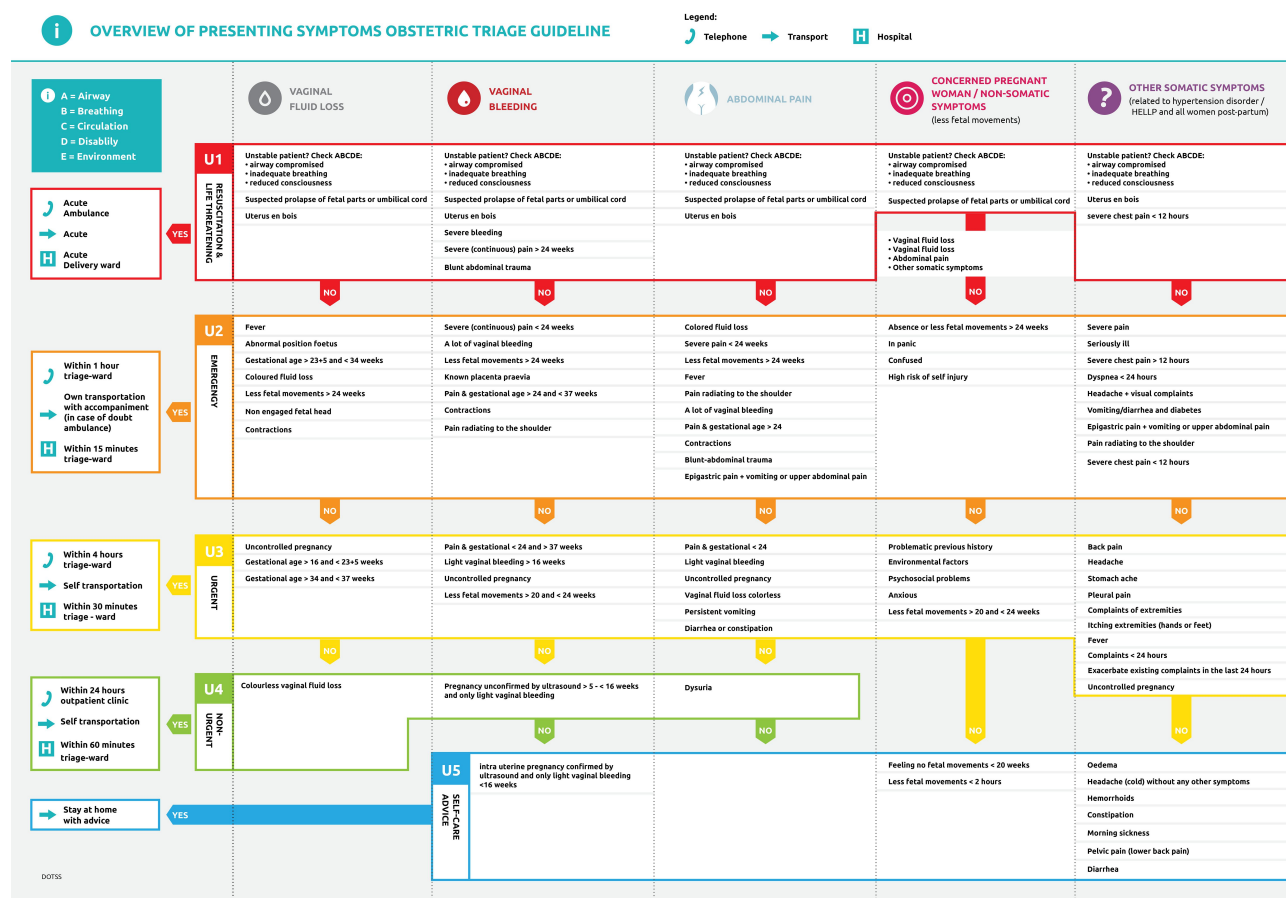 OVERVIEW OF PRESENTING SYMPTOMS OBSTETRIC TRIAGE GUIDELINE
Legend:
Telephone
Transport
H Hospital
A = Airway
B = Breathing
C = Circulation
D = Disablily
E = Environment
VAGINAL
FLUID LOSS
VAGINAL
BLEEDING
ABDOMINAL PAIN
CONCERNED PREGNANT
WOMAN / NON-SOMATIC
SYMPTOMS
(less fetal movements)
?
OTHER SOMATIC SYMPTOMS
(related to hypertension disorder /
HELLP and all women post-partum)
Acute
Ambulance
Acute
H
Acute
Delivery ward
YES
U1
RESUSCITATION &
LIFE THREATENING
Unstable patient? Check ABCDE:
• airway compromised
• inadequate breathing
• reduced consciousness
Suspected prolapse of fetal parts or umbilical cord
Uterus en bois
NO
Unstable patient? Check ABCDE:
• airway compromised
• inadequate breathing
• reduced consciousness
Suspected prolapse of fetal parts or umbilical cord
Uterus en bois
Severe bleeding
Severe (continuous) pain > 24 weeks
Blunt abdominal trauma
NO
Unstable patient? Check ABCDE:
• airway compromised
• inadequate breathing
• reduced consciousness
Suspected prolapse of fetal parts or umbilical cord
Uterus en bois
NO
Unstable patient? Check ABCDE:
• airway compromised
• inadequate breathing
• reduced consciousness
Suspected prolapse of fetal parts or umbilical cord
• Vaginal fluid loss
• Vaginal fluid loss
• Abdominal pain
• Other somatic symptoms
NO
Unstable patient? Check ABCDE:
• airway compromised
• inadequate breathing
• reduced consciousness
Uterus en bois
severe chest pain < 12 hours
NO
Within 1 hour
triage-ward
Own transportation
with accompaniment
(in case of doubt
ambulance)
H
Within 15 minutes
triage-ward
YES
U2
EMERGENGY
Fever
Abnormal position foetus
Gestational age > 23+5 and < 34 weeks
Coloured fluid loss
Less fetal movements > 24 weeks
Non engaged fetal head
Contractions
NO
Severe (continuous) pain < 24 weeks
A lot of vaginal bleeding
Less fetal movements > 24 weeks
Known placenta praevia
Pain & gestational age > 24 and < 37 weeks
Contractions
Pain radiating to the shoulder
NO
Colored fluid loss
Severe pain < 24 weeks
Less fetal movements > 24 weeks
Fever
Pain radiating to the shoulder
A lot of vaginal bleeding
Pain & gestational age > 24
Contractions
Blunt-abdominal trauma
Epigastric pain + vomiting or upper abdominal pain
NO
Absence or less fetal movements > 24 weeks
In panic
Confused
High risk of self injury
NO
Severe pain
Seriously ill
Severe chest pain > 12 hours
Dyspnea < 24 hours
Headache + visual complaints
Vomiting/diarrhea and diabetes
Epigastric pain + vomiting or upper abdominal pain
Pain radiating to the shoulder
Severe chest pain < 12 hours
NO
Within 4 hours
triage-ward
Self transportation
H
Within 30 minutes
triage - ward
YES
U3
URGENT
Uncontrolled pregnancy
Gestational age > 16 and < 23+5 weeks
Gestational age > 34 and < 37 weeks
NO
Pain & gestational < 24 and > 37 weeks
Light vaginal bleeding > 16 weeks
Uncontrolled pregnancy
Less fetal movements > 20 and < 24 weeks
NO
Pain & gestational < 24
Light vaginal bleeding
Uncontrolled pregnancy
Vaginal fluid loss colorless
Persistent vomiting
Diarrhea or constipation
NO
Problematic previous history
Environmental factors
Psychosocial problems
Anxious
Less fetal movements > 20 and < 24 weeks
NO
Back pain
Headache
Stomach ache
Pleural pain
Complaints of extremities
Itching extremities (hands or feet)
Fever
Complaints < 24 hours
Exacerbate existing complaints in the last 24 hours
Uncontrolled pregnancy
NO
Within 24 hours
outpatient clinic
Self transportation
H
Within 60 minutes
triage-ward
YES
U4
NON-
URGENT
Colourless vaginal fluid loss
Pregnancy unconfirmed by ultrasound > 5 - < 16 weeks
and only light vaginal bleeding
NO
Dysuria
NO
Stay at home
with advice
YES
U5
SELF-CARE
ADVICE
intra uterine pregnancy confirmed by
ultrasound and only light vaginal bleeding
<16 weeks
Feeling no fetal movements < 20 weeks
Less fetal movements < 2 hours
Oedema
Headache (cold) without any other symptoms
Hemorrhoids
Constipation
Morning sickness
Pelvic pain (lower back pain)
Diarrhea
DOTSS